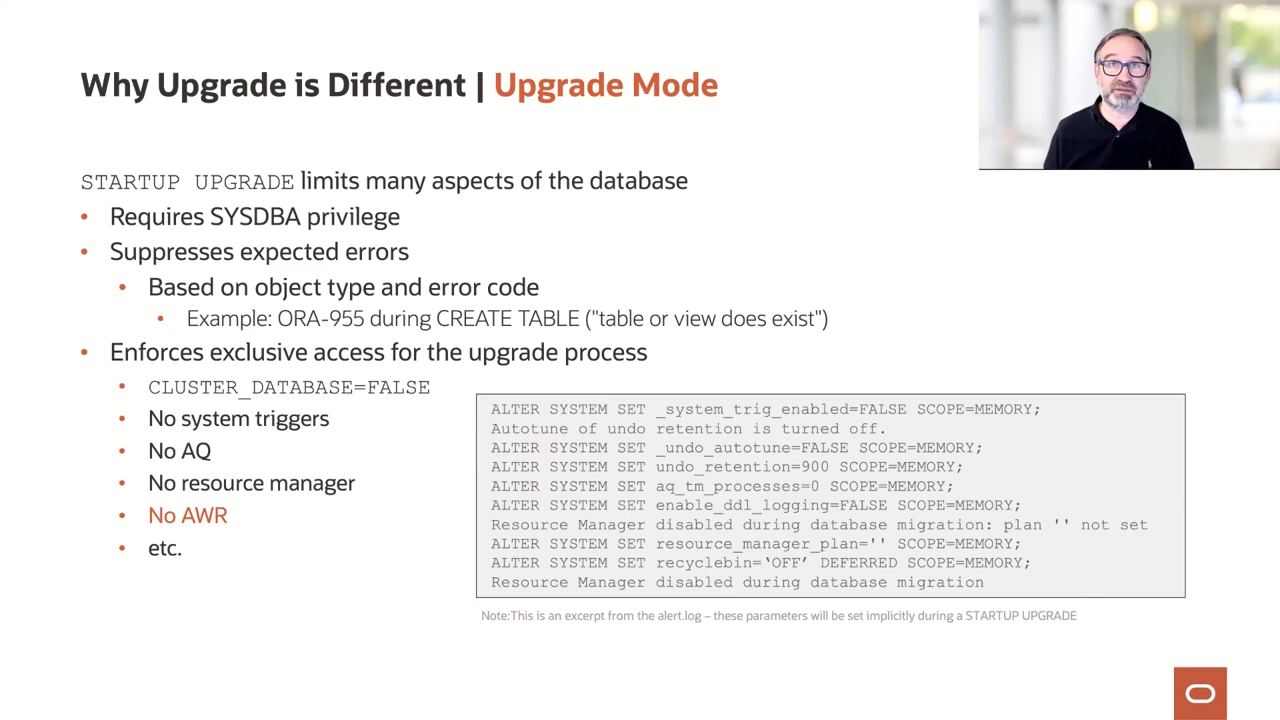 Why Upgrade is Different | Upgrade Mode
STARTUP UPGRADE limits many aspects of the database
• Requires SYSDBA privilege
• Suppresses expected errors
• Based on object type and error code
• Example: ORA-955 during CREATE TABLE ("table or view does exist")
• Enforces exclusive access for the upgrade process
• CLUSTER_DATABASE=FALSE
• No system triggers
• No AQ
• No resource manager
• No AWR
• etc.
ALTER SYSTEM SET _system_trig_enabled=FALSE SCOPE=MEMORY;
Autotune of undo retention is turned off.
ALTER SYSTEM SET _undo_autotune=FALSE SCOPE=MEMORY;
ALTER SYSTEM SET undo_retention=900 SCOPE=MEMORY;
ALTER SYSTEM SET aq_tm_processes=0 SCOPE=MEMORY;
ALTER SYSTEM SET enable_ddl_logging=FALSE SCOPE=MEMORY;
Resource Manager disabled during database migration: plan '' not set
ALTER SYSTEM SET resource_manager_plan='' SCOPE=MEMORY;
ALTER SYSTEM SET recyclebin=‘OFF’ DEFERRED SCOPE=MEMORY;
Resource Manager disabled during database migration
Note:This is an excerpt from the alert.log – these parameters will be set implicitly during a STARTUP UPGRADE